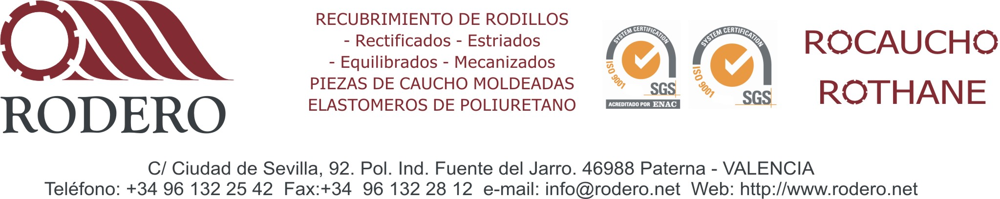 RODERO
RECUBRIMIENTO DE RODILLOS
- Rectificados - Estriados
- Equilibrados - Mecanizados
PIEZAS DE CAUCHO MOLDEADAS
ELASTOMEROS DE POLIURETANO
SYSTEM CERTIFICATION
ISO 9001
SGS
ACREDITADO POR ENAC
SYSTEM CERTIFICATION
ISO 9001
SGS
ROCAUCHO
ROTHANE
C/ Ciudad de Sevilla, 92. Pol. Ind. Fuente del Jarro. 46988 Paterna - VALENCIA
Teléfono: +34 96 132 25 42 Fax:+34 96 132 28 12 e-mail: info@rodero.net Web: http://www.rodero.net